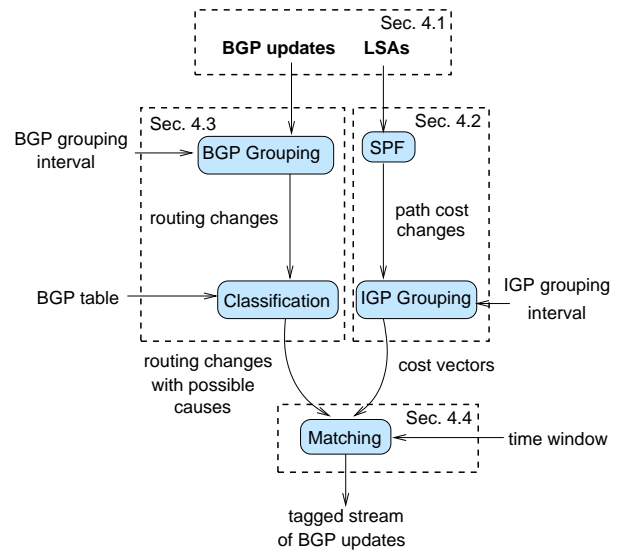 Sec. 4.1
BGP updates LSAs
Sec. 4.3
Sec. 4.2
BGP grouping
interval
BGP Grouping
SPF
routing changes
path cost
changes
BGP table
Classification
IGP Grouping
IGP grouping
interval
routing changes
with possible
causes
cost vectors
Sec. 4.4
Matching
time window
tagged stream
of BGP updates